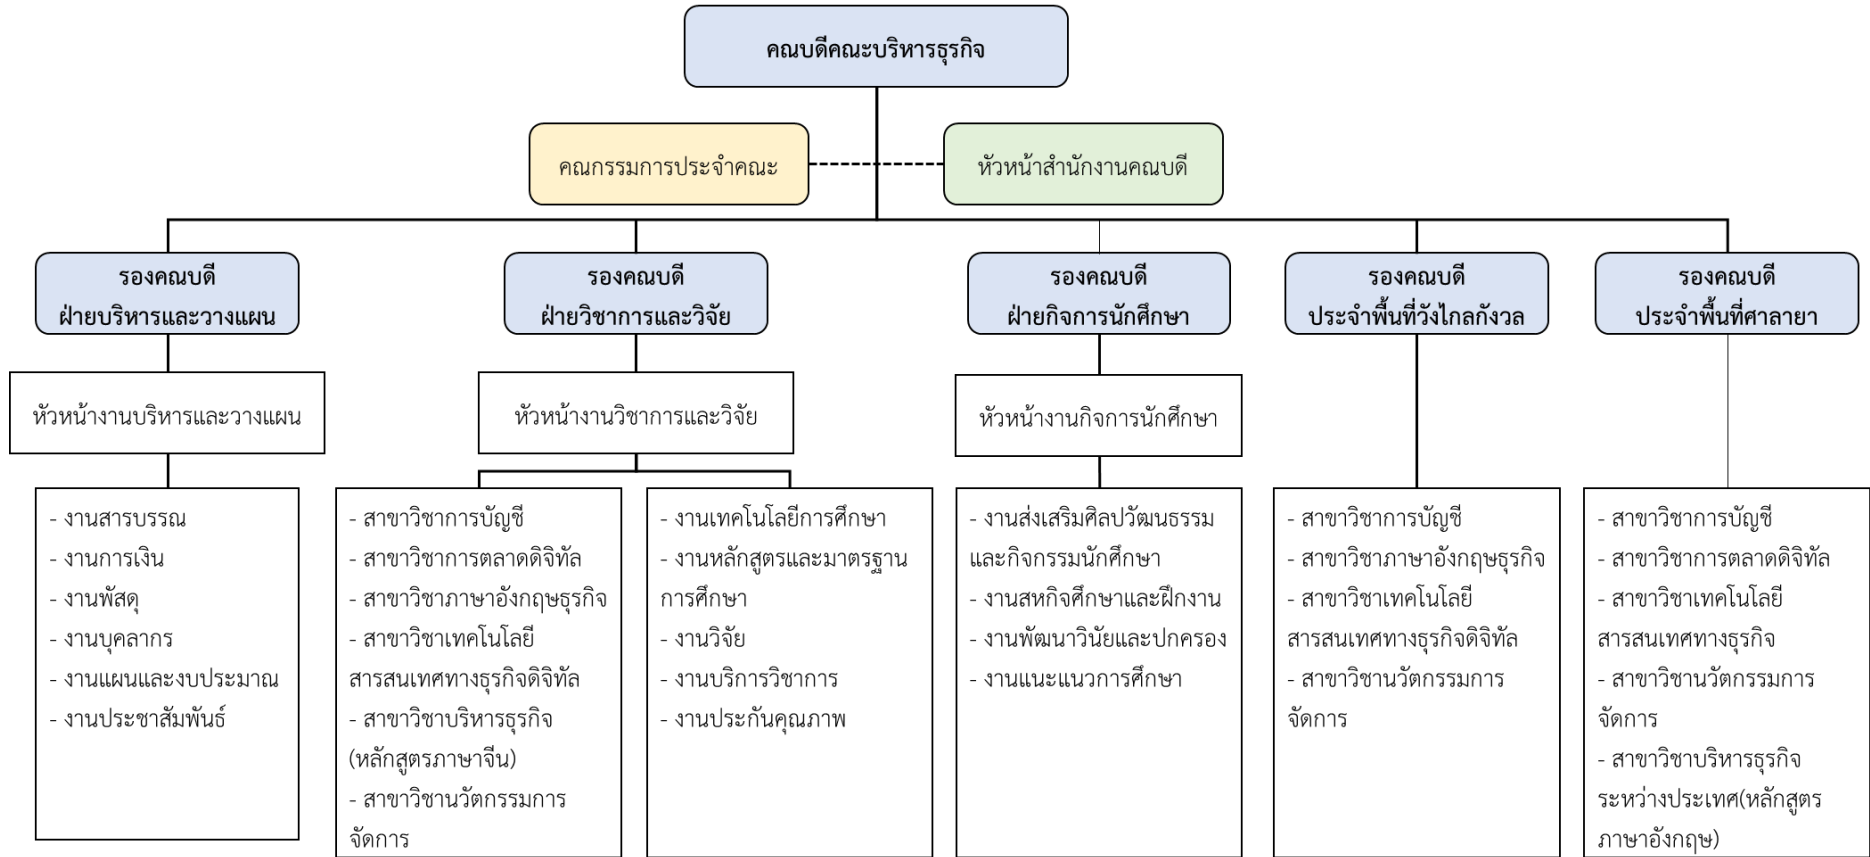 คณบดีคณะบริหารธุรกิจ
คณกรรมการประจำคณะ
หัวหน้าสำนักงานคณบดี
รองคณบดี
ฝ่ายบริหารและวางแผน
รองคณบดี
ฝ่ายวิชาการและวิจัย
รองคณบดี
ฝ่ายกิจการนักศึกษา
รองคณบดี
ประจำพื้นที่วังไกลกังวล
รองคณบดี
ประจำพื้นที่ศาลายา
หัวหน้างานบริหารและวางแผน
หัวหน้างานวิชาการและวิจัย
หัวหน้างานกิจการนักศึกษา
- งานสารบรรณ
- งานการเงิน
- งานพัสดุ
- งานบุคลากร
- งานแผนและงบประมาณ
- งานประชาสัมพันธ์
- สาขาวิชาการบัญชี
- สาขาวิชาการตลาดดิจิทัล
- สาขาวิชาภาษาอังกฤษธุรกิจ
- สาขาวิชาเทคโนโลยี
สารสนเทศทางธุรกิจดิจิทัล
- สาขาวิชาบริหารธุรกิจ
(หลักสูตรภาษาจีน)
- สาขาวิชานวัตกรรมการ
จัดการ
- งานเทคโนโลยีการศึกษา
- งานหลักสูตรและมาตรฐาน
การศึกษา
- งานวิจัย
- งานบริการวิชาการ
- งานประกันคุณภาพ
- งานส่งเสริมศิลปวัฒนธรรม
และกิจกรรมนักศึกษา
- งานสหกิจศึกษาและฝึกงาน
- งานพัฒนาวินัยและปกครอง
- งานแนะแนวการศึกษา
- สาขาวิชาการบัญชี
- สาขาวิชาภาษาอังกฤษธุรกิจ
- สาขาวิชาเทคโนโลยี
สารสนเทศทางธุรกิจดิจิทัล
- สาขาวิชานวัตกรรมการ
จัดการ
- สาขาวิชาการบัญชี
- สาขาวิชาการตลาดดิจิทัล
- สาขาวิชาเทคโนโลยี
สารสนเทศทางธุรกิจ
- สาขาวิชานวัตกรรมการ
จัดการ
- สาขาวิชาบริหารธุรกิจ
ระหว่างประเทศ(หลักสูตร
ภาษาอังกฤษ)